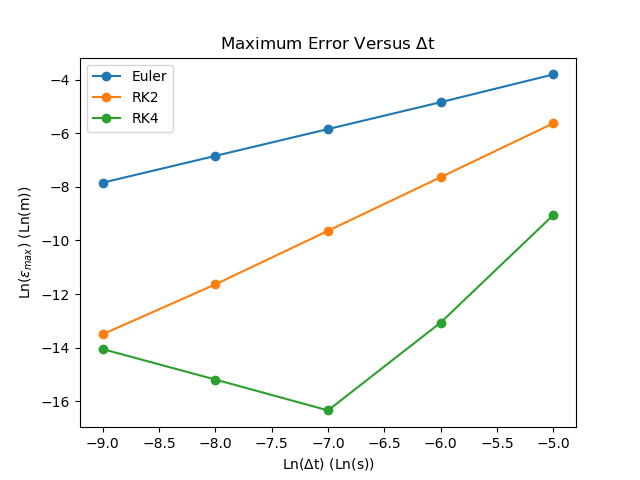 Maximum Error Versus Δt
Euler
RK2
RK4
Ln(ε_max) (Ln(m))
−4
−6
−8
−10
−12
−14
−16
−9.0 −8.5 −8.0 −7.5 −7.0 −6.5 −6.0 −5.5 −5.0
Ln(Δt) (Ln(s))